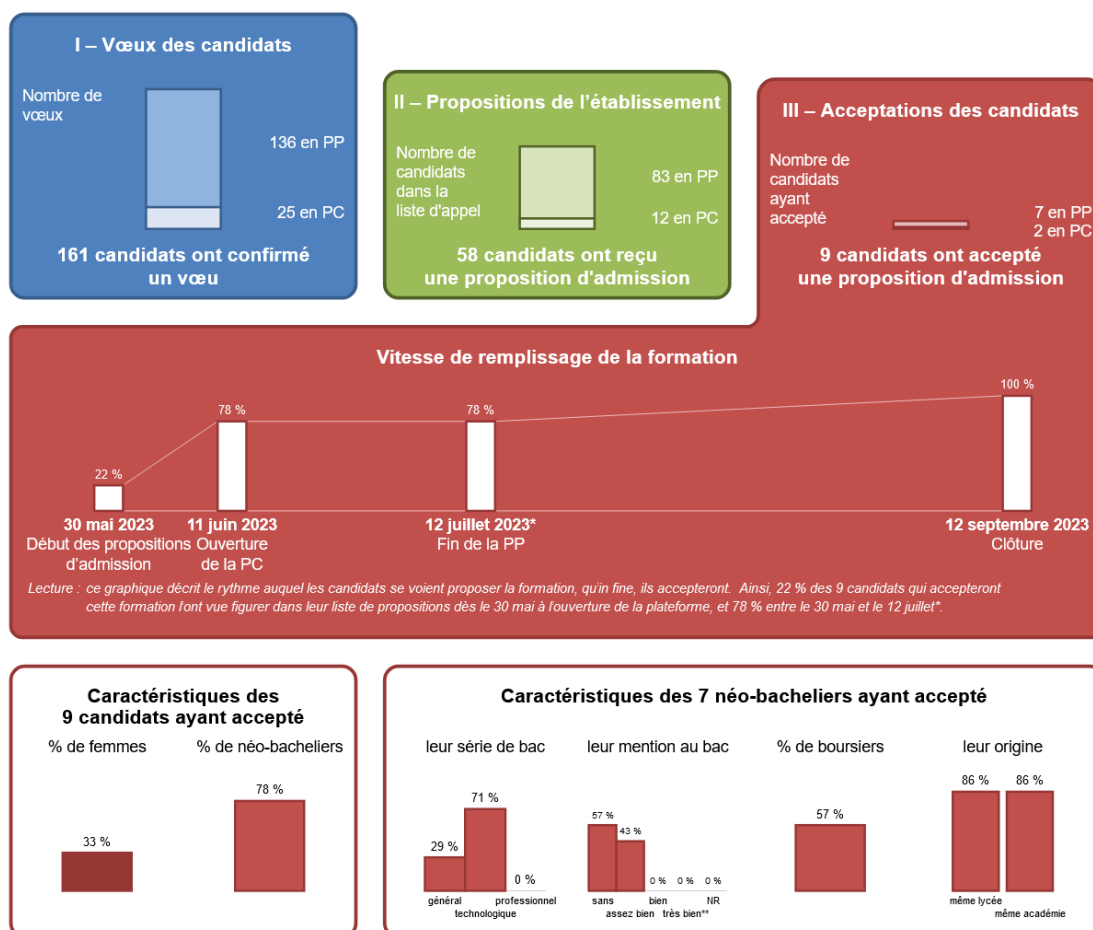 I – Vœux des candidats
Nombre de
vœux
136 en PP
25 en PC
161 candidats ont confirmé
un vœu
II – Propositions de l'établissement
Nombre de
candidats
dans la
liste d'appel
83 en PP
12 en PC
58 candidats ont reçu
une proposition d'admission
III – Acceptations des candidats
Nombre de
candidats
ayant
accepté
7 en PP
2 en PC
9 candidats ont accepté
une proposition d'admission
Vitesse de remplissage de la formation
22 %
78 %
78 %
100 %
30 mai 2023
Début des propositions
d'admission
11 juin 2023
Ouverture
de la PC
12 juillet 2023*
Fin de la PP
12 septembre 2023
Clôture
Lecture : ce graphique décrit le rythme auquel les candidats se voient proposer la formation, qu'in fine, ils accepteront. Ainsi, 22 % des 9 candidats qui accepteront
cette formation l'ont vue figurer dans leur liste de propositions dès le 30 mai à l'ouverture de la plateforme, et 78 % entre le 30 mai et le 12 juillet*.
Caractéristiques des
9 candidats ayant accepté
% de femmes
% de néo-bacheliers
33 %
78 %
Caractéristiques des 7 néo-bacheliers ayant accepté
leur série de bac
29 %
71 %
0 %
général
professionnel
technologique
leur mention au bac
57 %
43 %
0 %
0 %
0 %
sans
bien
NR
assez bien
très bien**
% de boursiers
57 %
leur origine
86 %
86 %
même lycée
même académie